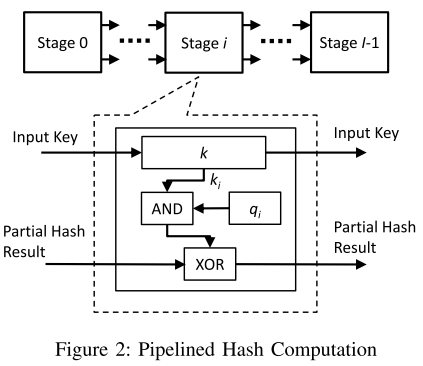 Stage 0
Stage i
Stage I-1
Input Key
Input Key
k
k_i
AND
q_i
Partial Hash
Result
Partial Hash
Result
XOR
Figure 2: Pipelined Hash Computation